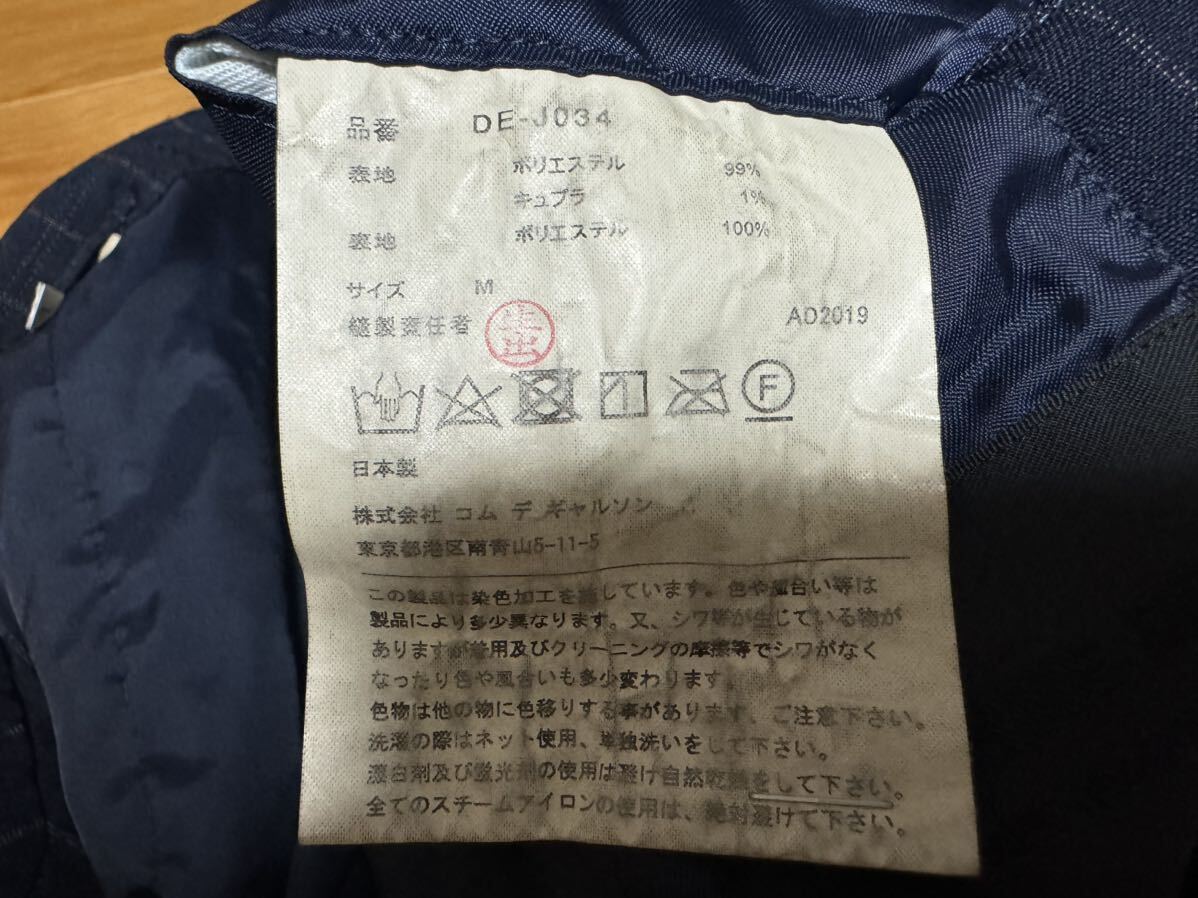 品番 DE-J034
表地 ポリエステル 99%
キュプラ 1%
裏地 ポリエステル 100%
サイズ M
縫製責任者 生出 AD2019
F
日本製
株式会社 コム デ ギャルソン
東京都港区南青山5-11-5
この製品は染色加工を施しています。色や風合い等は
製品により多少異なります。又、シワ等が生じている物が
ありますが着用及びクリーニングの摩擦等でシワがなく
なったり色や風合いも多少変わります。
色物は他の物に色移りする事があります、ご注意下さい。
洗濯の際はネット使用、単独洗いをして下さい。
漂白剤及び蛍光剤の使用は避け自然乾燥をして下さい。
全てのスチームアイロンの使用は、絶対避けて下さい。